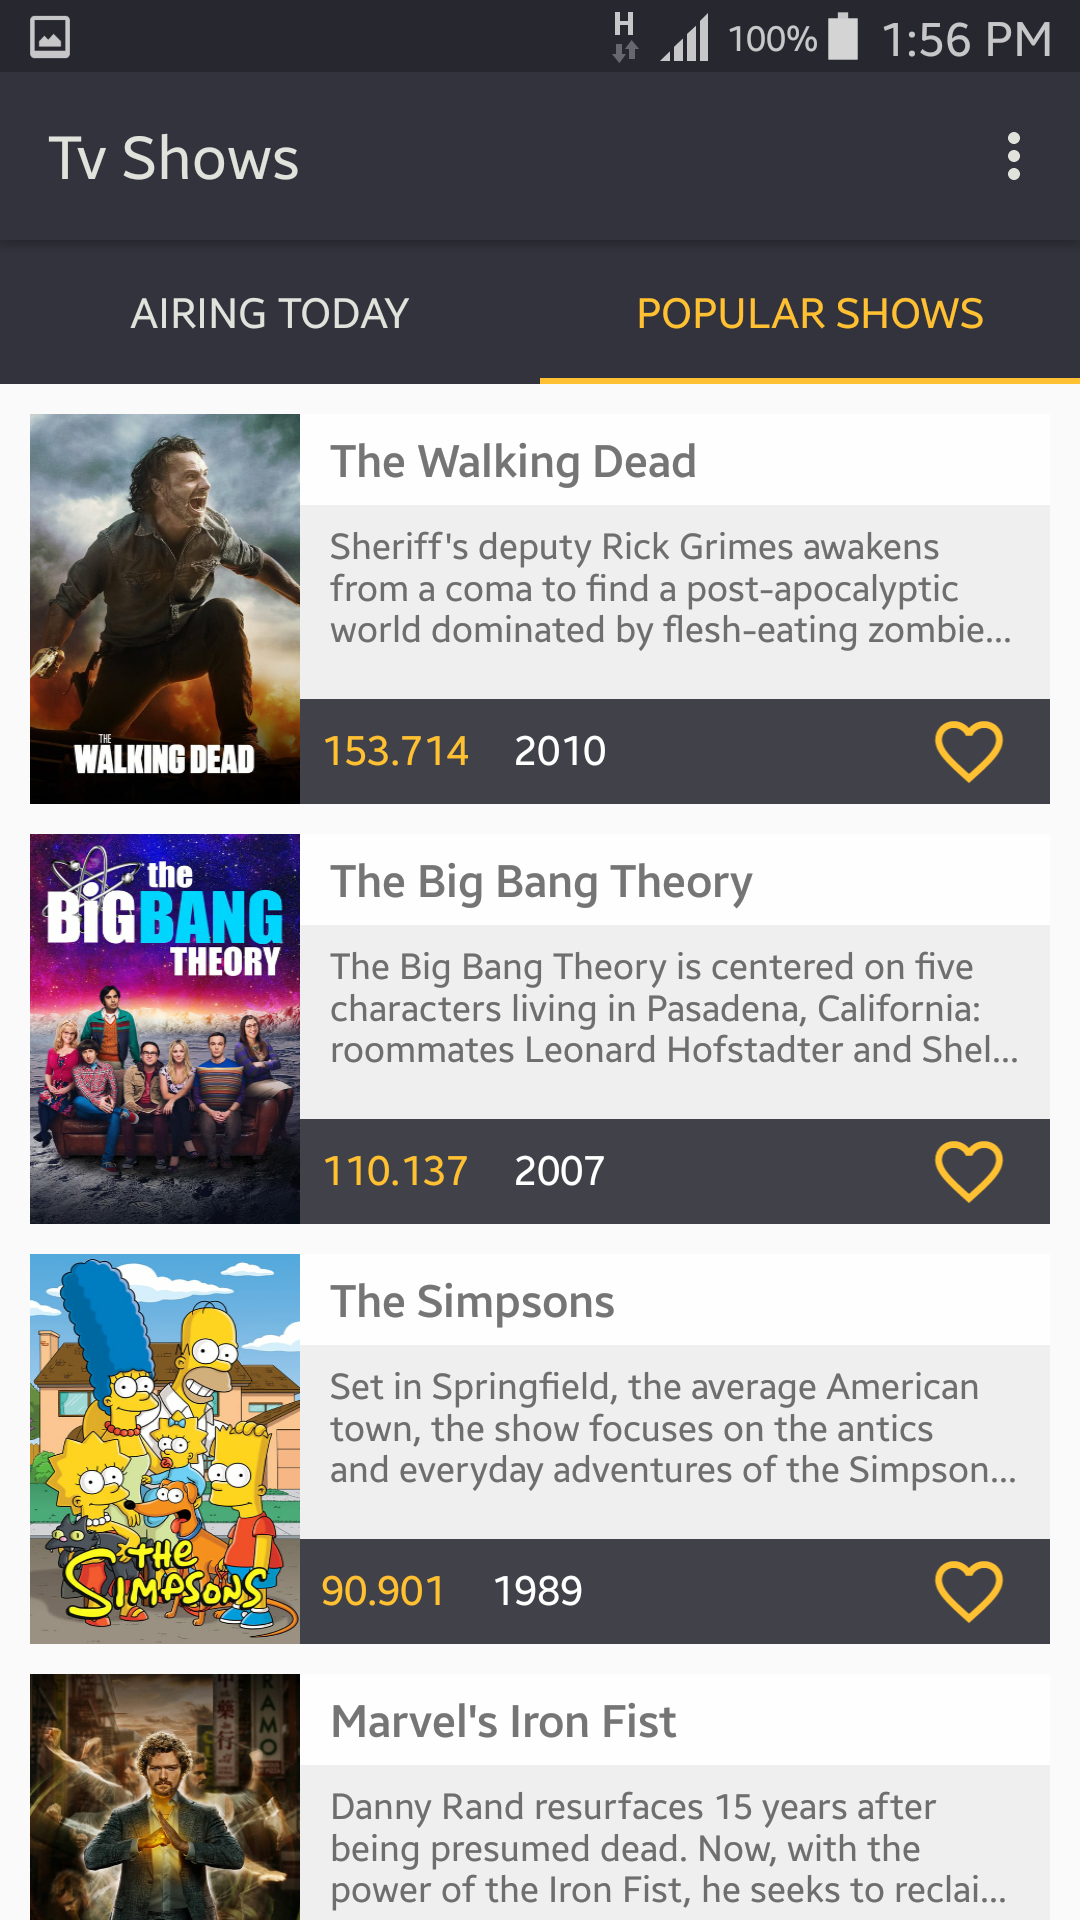 H
100%
1:56 PM
Tv Shows
AIRING TODAY
POPULAR SHOWS
THE
WALKING DEAD
The Walking Dead
Sheriff's deputy Rick Grimes awakens
from a coma to find a post-apocalyptic
world dominated by flesh-eating zombie...
153.714
2010
the
BiG BANG
THEORY
The Big Bang Theory
The Big Bang Theory is centered on five
characters living in Pasadena, California:
roommates Leonard Hofstadter and Shel...
110.137
2007
THE
SIMPSONS
The Simpsons
Set in Springfield, the average American
town, the show focuses on the antics
and everyday adventures of the Simpson...
90.901
1989
Marvel's Iron Fist
Danny Rand resurfaces 15 years after
being presumed dead. Now, with the
power of the Iron Fist, he seeks to reclai...